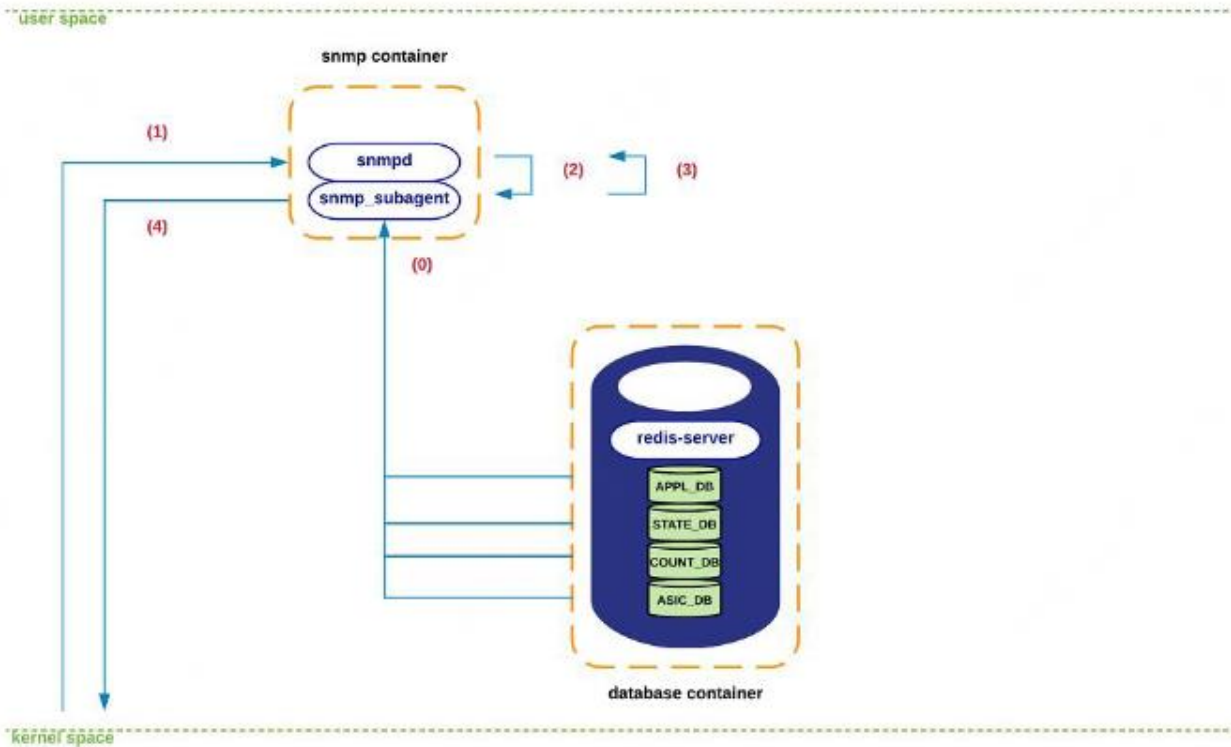 user space
snmp container
(1)
snmpd
(2)
(3)
snmp_subagent
(4)
(0)
redis-server
APPL_DB
STATE_DB
COUNT_DB
ASIC_DB
database container
kernel space